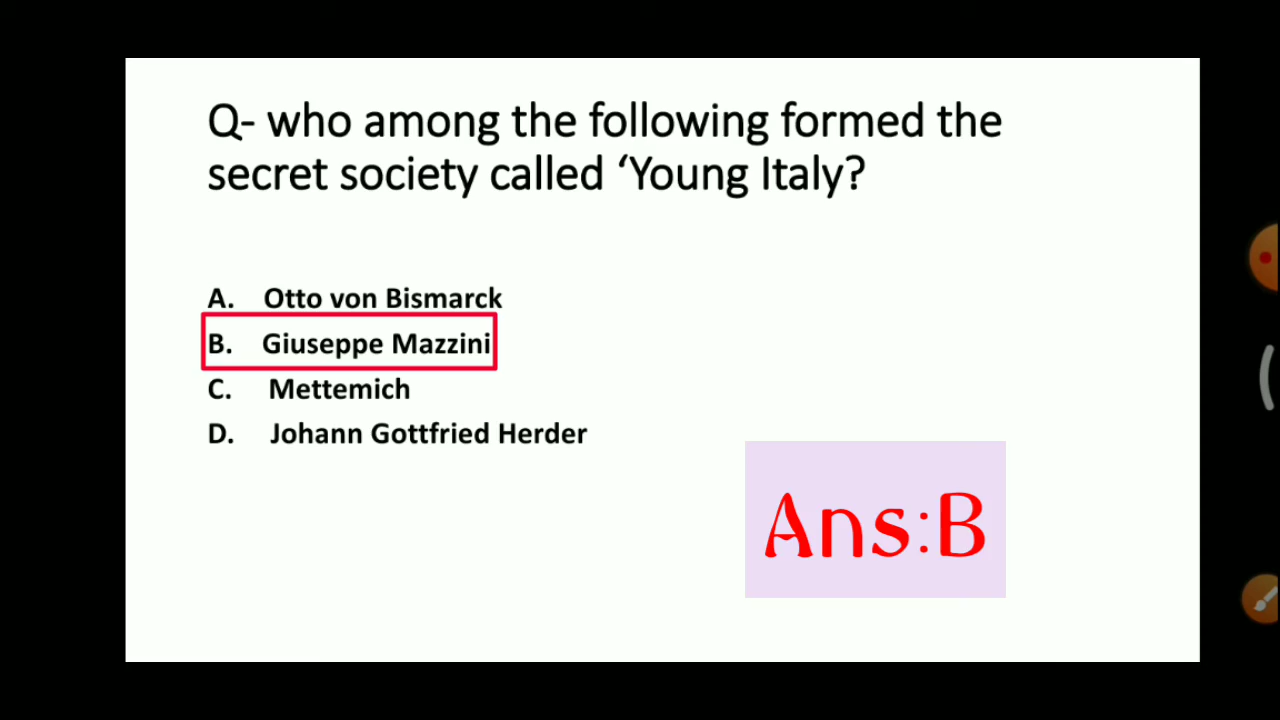 Q- who among the following formed the
secret society called ‘Young Italy?
A. Otto von Bismarck
B. Giuseppe Mazzini
C. Mettemich
D. Johann Gottfried Herder
Ans:B